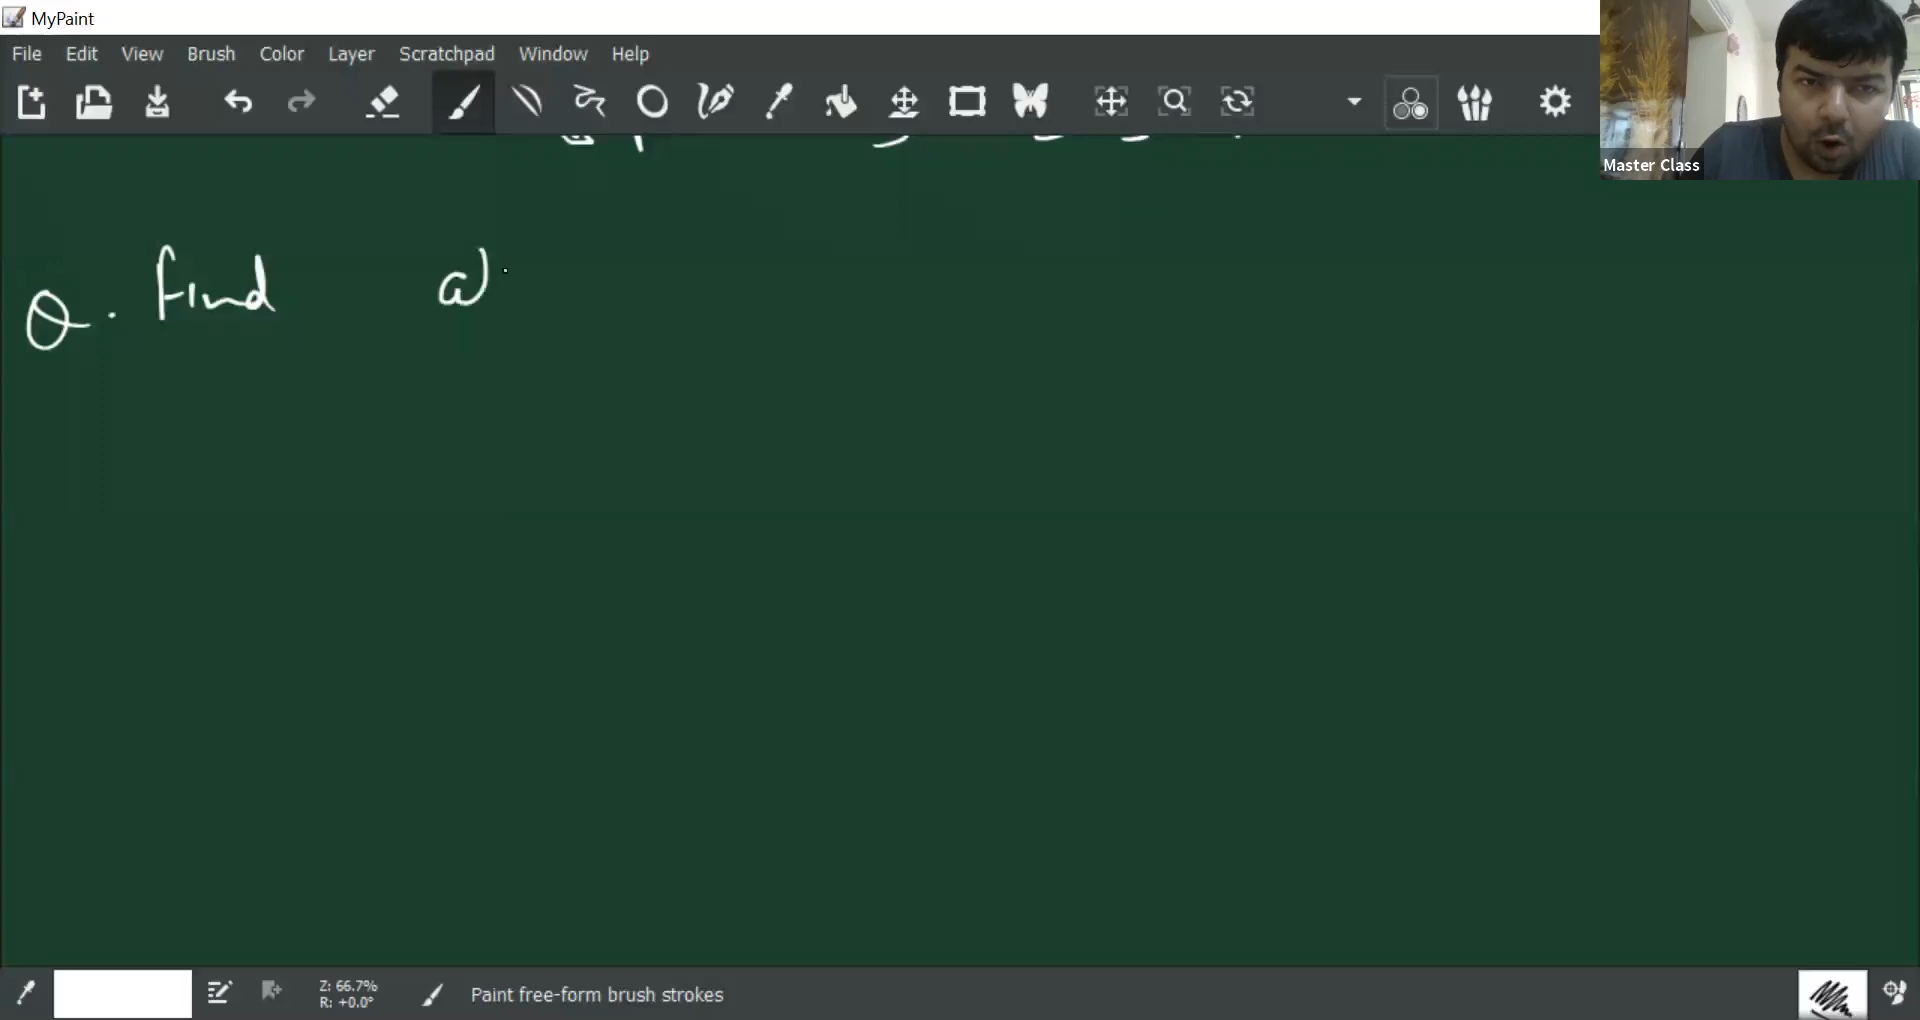 MyPaint
File Edit View Brush Color Layer Scratchpad Window Help
Master Class
Q. Find a)
Z: 66.7%
R: +0.0°
Paint free-form brush strokes